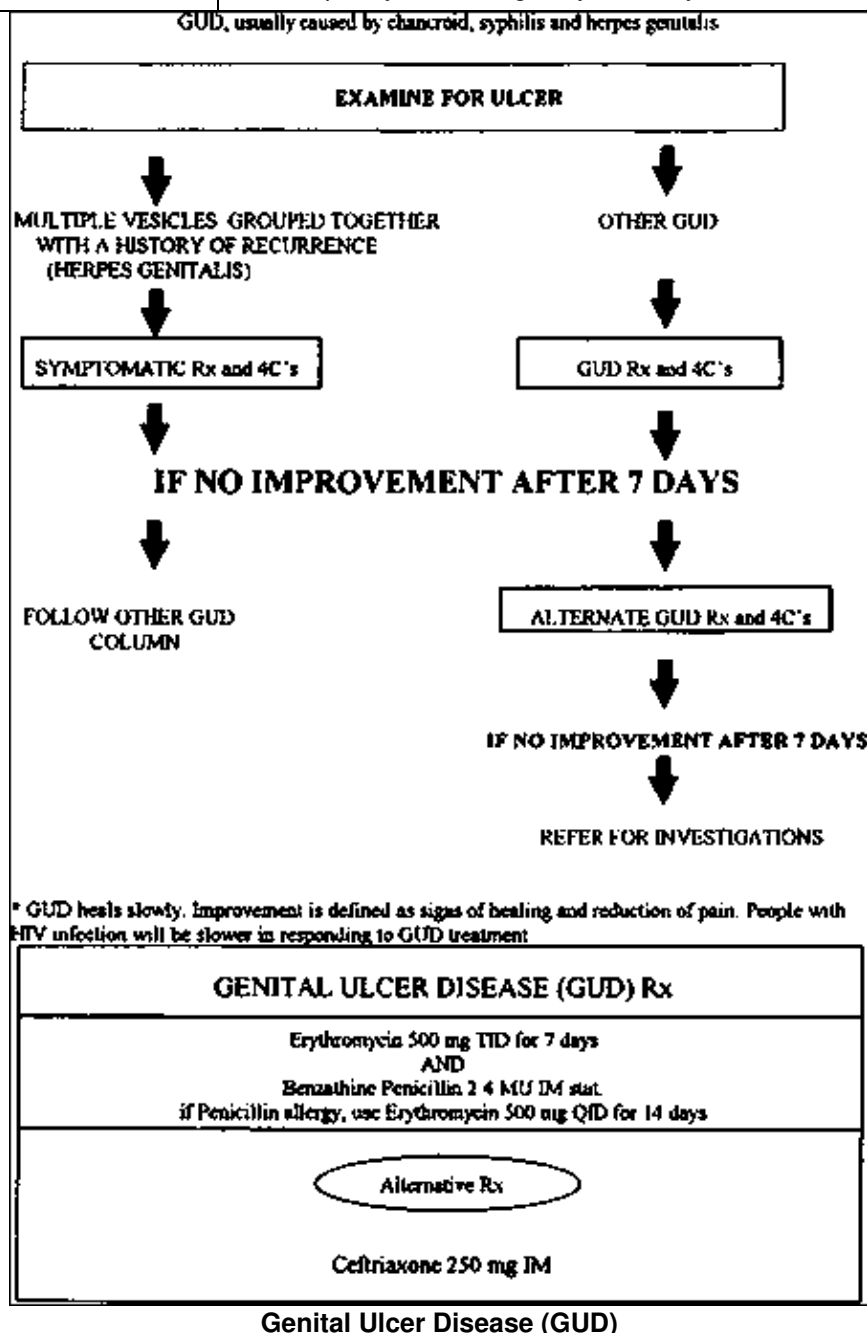 GUD, usually caused by chancroid, syphilis and herpes genitalis
EXAMINE FOR ULCER
MULTIPLE VESICLES GROUPED TOGETHER
WITH A HISTORY OF RECURRENCE
(HERPES GENITALIS)
OTHER GUD
SYMPTOMATIC Rx and 4C's
GUD Rx and 4C's
IF NO IMPROVEMENT AFTER 7 DAYS
FOLLOW OTHER GUD
COLUMN
ALTERNATE GUD Rx and 4C's
IF NO IMPROVEMENT AFTER 7 DAYS
REFER FOR INVESTIGATIONS
* GUD heals slowly. Improvement is defined as signs of healing and reduction of pain. People with
HIV infection will be slower in responding to GUD treatment
GENITAL ULCER DISEASE (GUD) Rx
Erythromycin 500 mg TID for 7 days
AND
Benzathine Penicillin 2 4 MU IM stat.
if Penicillin allergy, use Erythromycin 500 mg QID for 14 days
Alternative Rx
Ceftriaxone 250 mg IM
Genital Ulcer Disease (GUD)